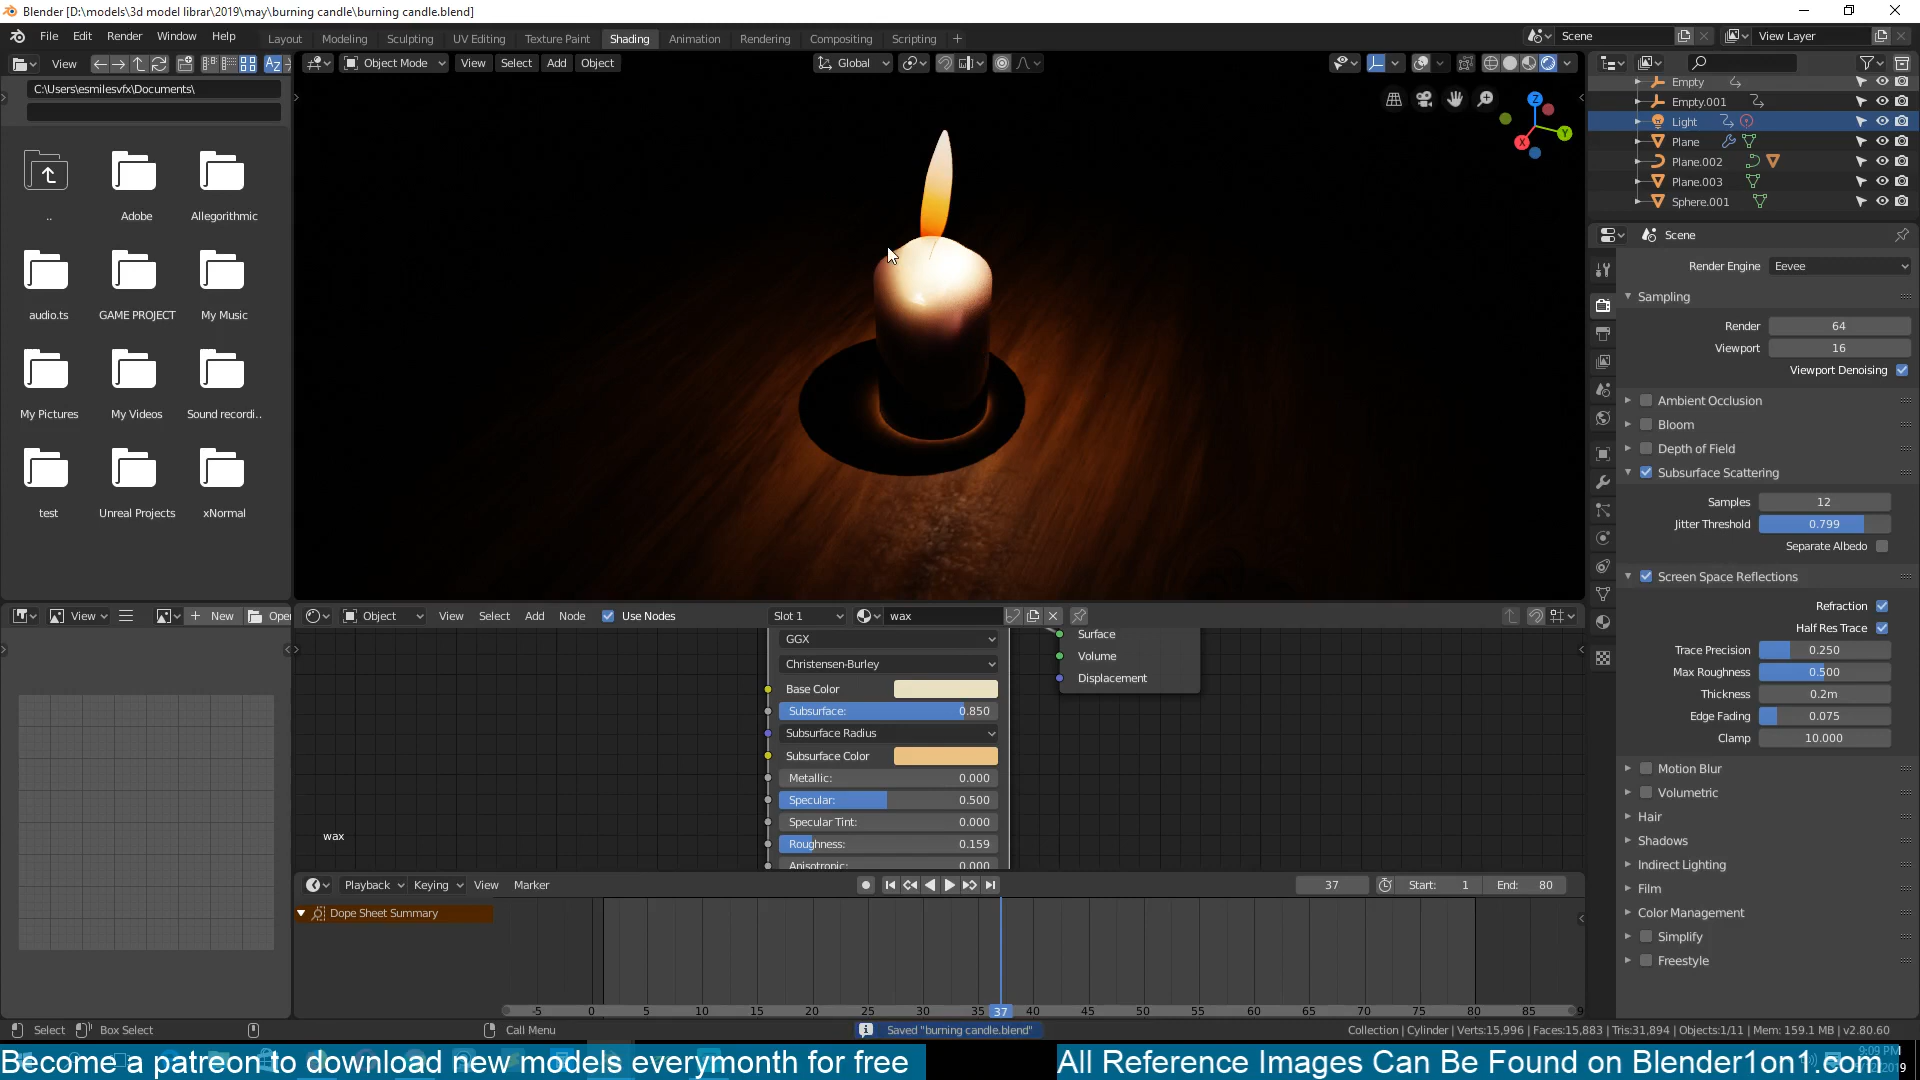 Blender [D:\models\3d model librar\2019\may\burning candle\burning candle.blend]
File Edit Render Window Help
Layout Modeling Sculpting UV Editing Texture Paint Shading Animation Rendering Compositing Scripting +
Scene View Layer
View
C:\Users\esmilesvfx\Documents\
.. Adobe Allegorithmic
audio.ts GAME PROJECT My Music
My Pictures My Videos Sound recordi..
test Unreal Projects xNormal
Object Mode View Select Add Object Global
Z
Y
X
Empty
Empty.001
Light
Plane
Plane.002
Plane.003
Sphere.001
Scene
Render Engine Eevee
Sampling
Render 64
Viewport 16
Viewport Denoising
Ambient Occlusion
Bloom
Depth of Field
Subsurface Scattering
Samples 12
Jitter Threshold 0.799
Separate Albedo
Screen Space Reflections
Refraction
Half Res Trace
Trace Precision 0.250
Max Roughness 0.500
Thickness 0.2m
Edge Fading 0.075
Clamp 10.000
Motion Blur
Volumetric
Hair
Shadows
Indirect Lighting
Film
Color Management
Simplify
Freestyle
View New Oper
Object View Select Add Node Use Nodes Slot 1 wax
GGX
Christensen-Burley
Base Color
Subsurface: 0.850
Subsurface Radius
Subsurface Color
Metallic: 0.000
Specular: 0.500
Specular Tint: 0.000
Roughness: 0.159
Anisotropic: 0.000
Surface
Volume
Displacement
wax
Playback Keying View Marker
37 Start: 1 End: 80
Dope Sheet Summary
-5 0 5 10 15 20 25 30 35 37 40 45 50 55 60 65 70 75 80 85 9
Select Box Select Call Menu Saved "burning candle.blend"
Collection | Cylinder | Verts:15,996 | Faces:15,883 | Tris:31,894 | Objects:1/11 | Mem: 159.1 MB | v2.80.60
Become a patreon to download new models everymonth for free
All Reference Images Can Be Found on Blender1on1.com
9:09 PM